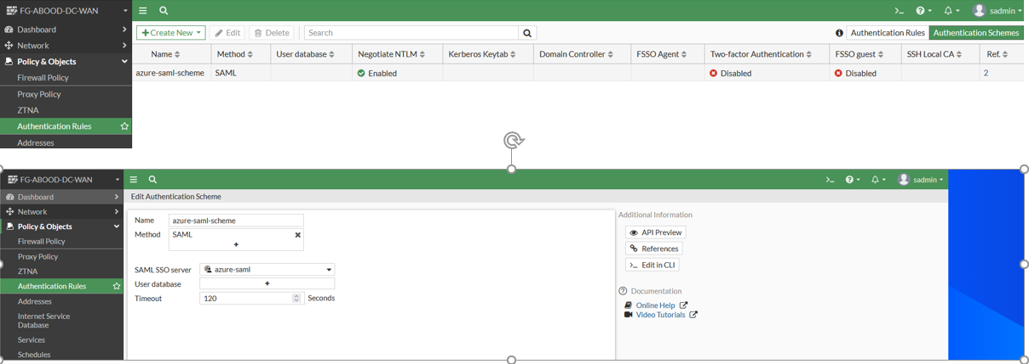 FG-ABOOD-DC-WAN
sadmin
Dashboard
Network
Policy & Objects
Firewall Policy
Proxy Policy
ZTNA
Authentication Rules
Addresses
Create New Edit Delete Search Authentication Rules Authentication Schemes
Name Method User database Negotiate NTLM Kerberos Keytab Domain Controller FSSO Agent Two-factor Authentication FSSO guest SSH Local CA Ref.
azure-saml-scheme SAML Enabled Disabled Disabled 2
FG-ABOOD-DC-WAN
sadmin
Dashboard
Network
Policy & Objects
Firewall Policy
Proxy Policy
ZTNA
Authentication Rules
Addresses
Internet Service
Database
Services
Schedules
Edit Authentication Scheme
Name azure-saml-scheme
Method SAML
+
SAML SSO server azure-saml
User database +
Timeout 120 Seconds
Additional Information
API Preview
References
>_ Edit in CLI
Documentation
Online Help
Video Tutorials